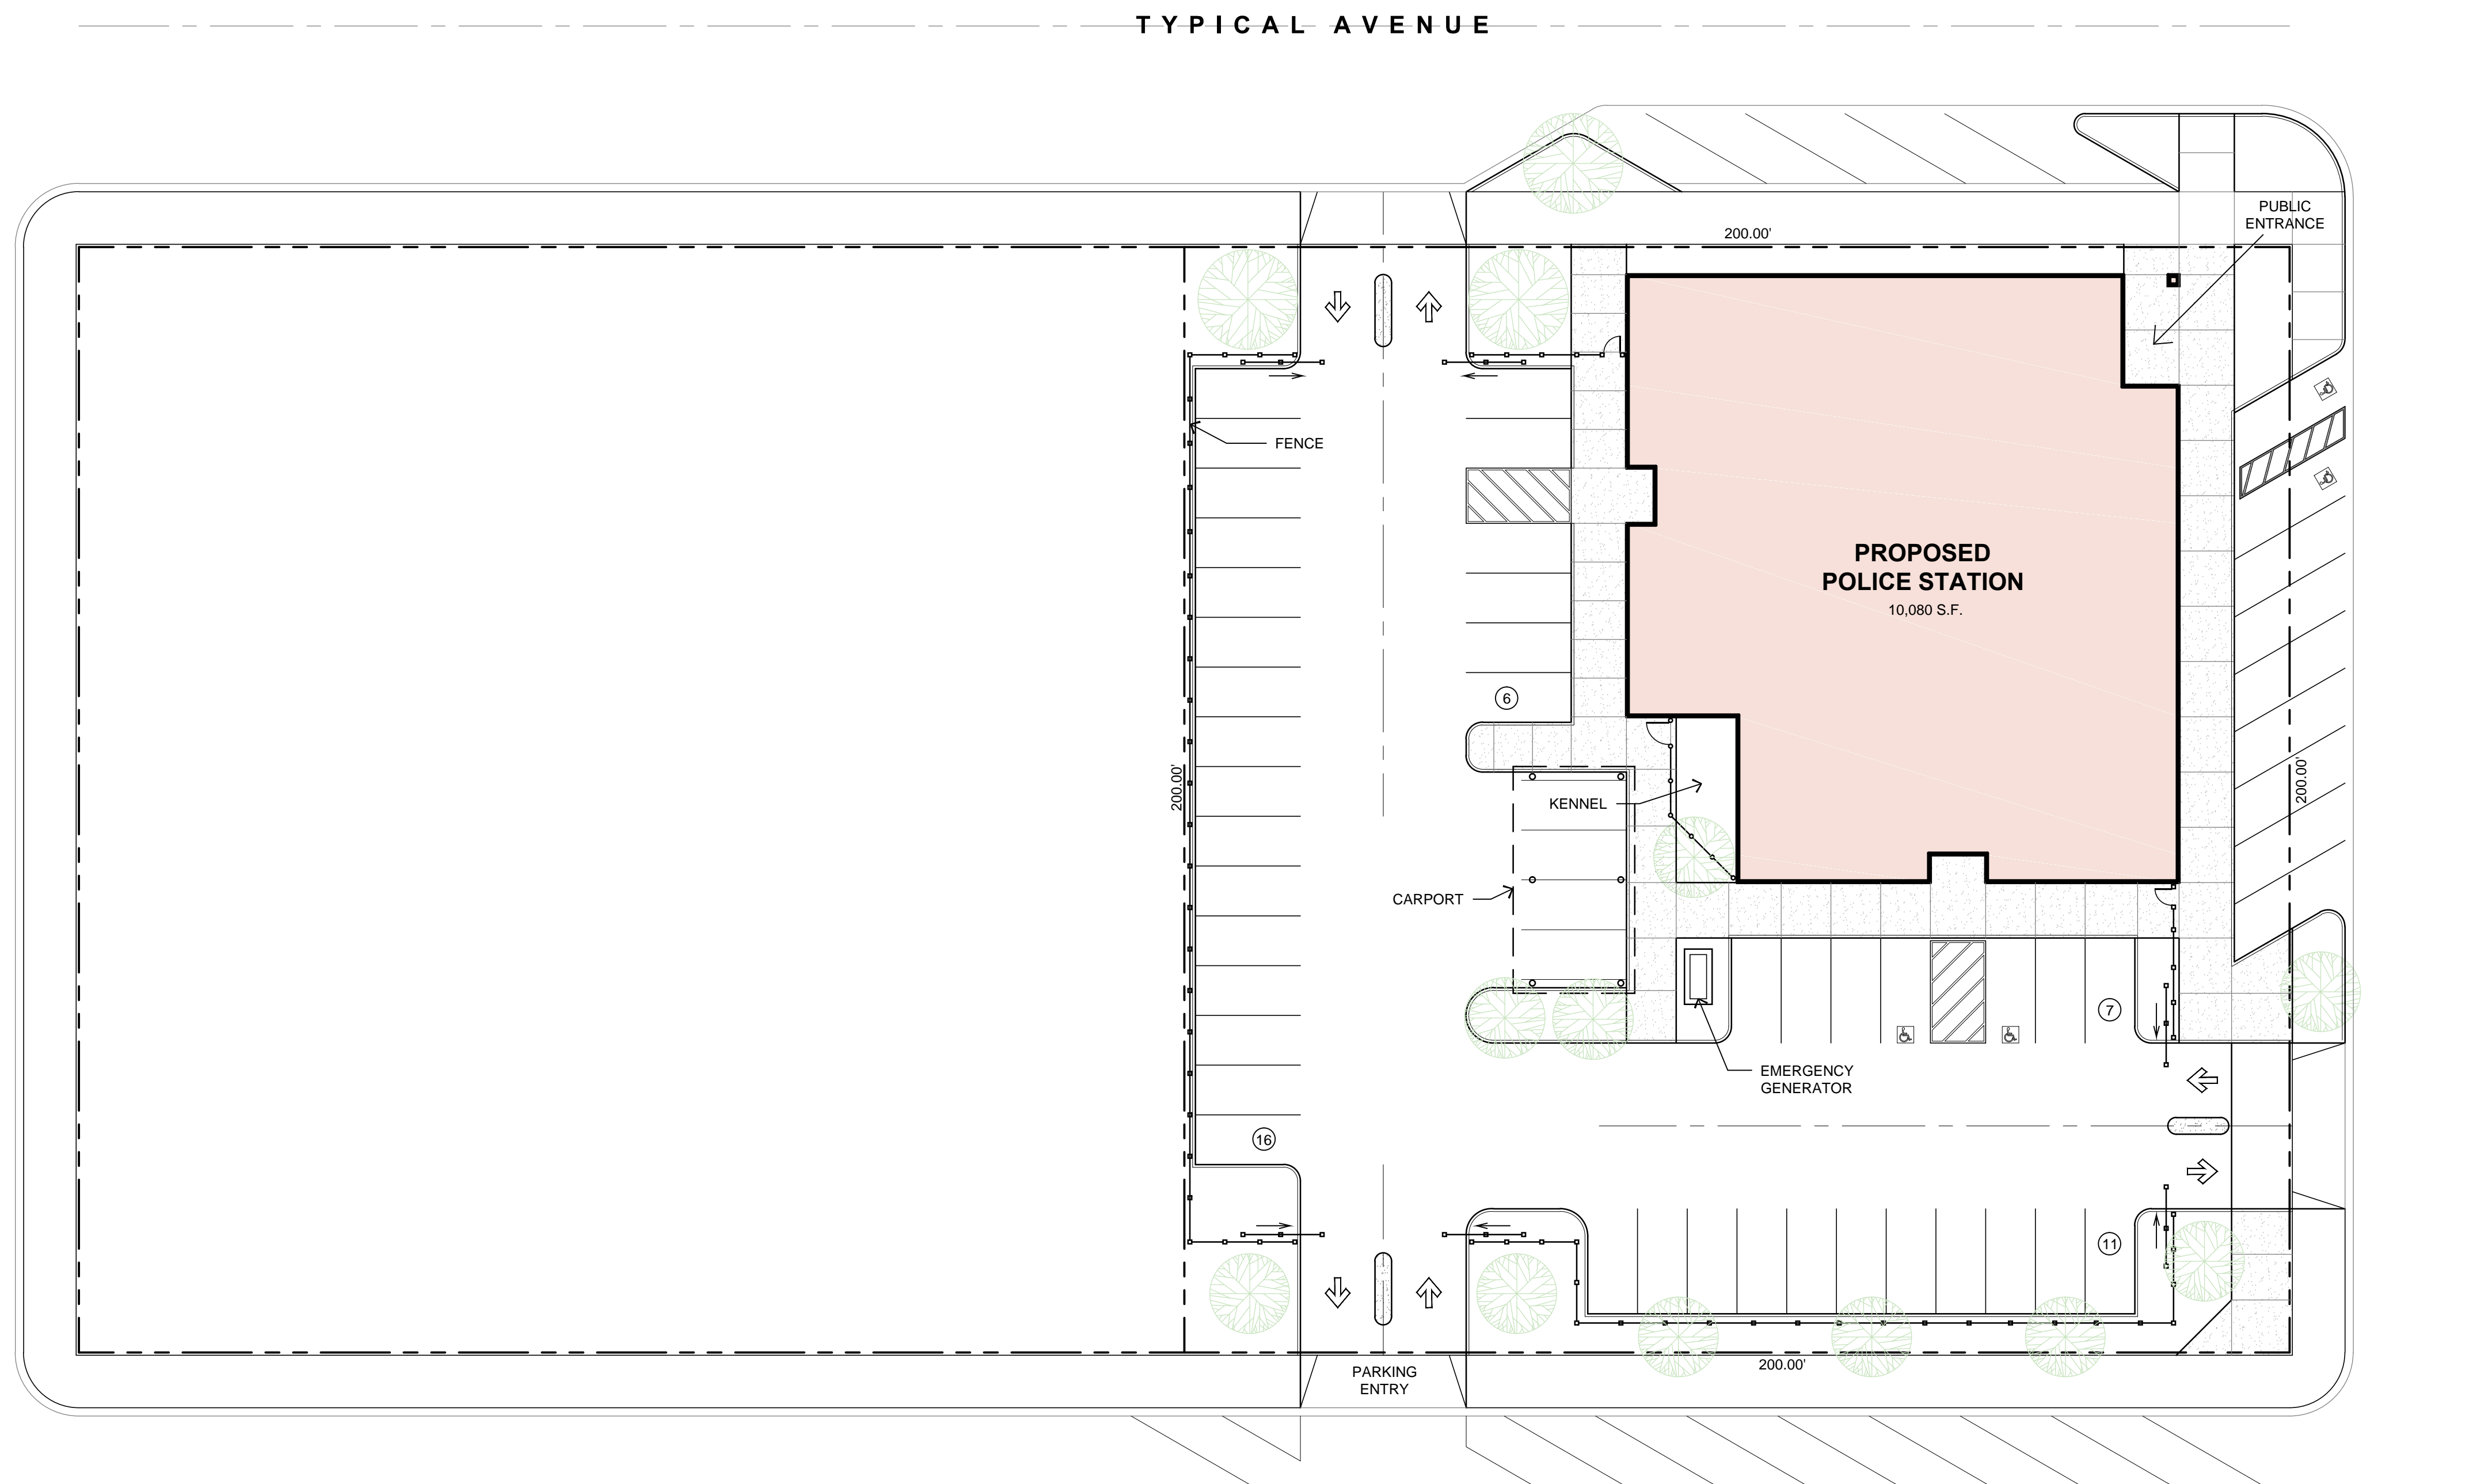 TYPICAL AVENUE
PUBLIC
ENTRANCE
200.00'
FENCE
PROPOSED
POLICE STATION
10,080 S.F.
6
200.00'
200.00'
KENNEL
CARPORT
7
EMERGENCY
GENERATOR
16
11
200.00'
PARKING
ENTRY